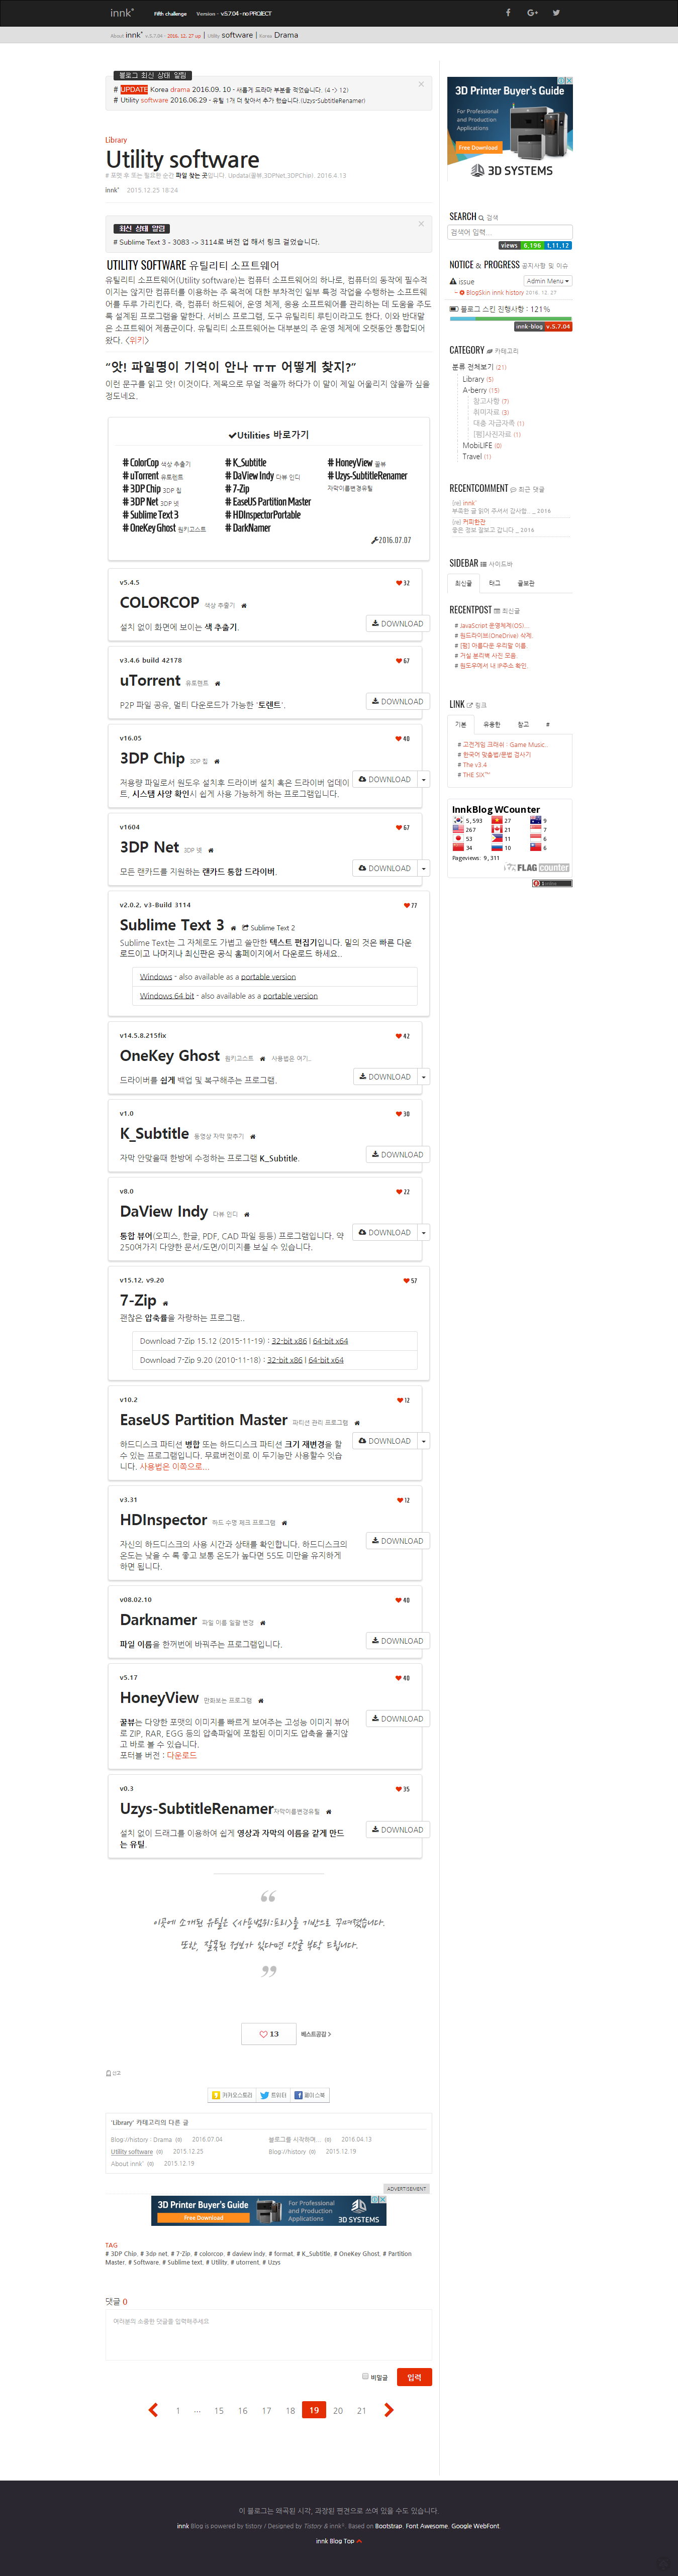 innk* Fifth challenge Version - v.5.7.04 - no PROJECT
About innk* v.5.7.04 - 2016. 12. 27 up | Utility software | Korea Drama
블로그 최신 상태 알림
# UPDATE Korea drama 2016.09. 10 - 새롭게 드라마 부분을 적었습니다. (4 -> 12)
# Utility software 2016.06.29 - 유틸 1개 더 찾아서 추가 했습니다.(Uzys-SubtitleRenamer)
Library
Utility software
# 포맷 후 또는 필요한 순간 파일 찾는 곳입니다. Update(꿀뷰,3DPNet,3DPChip)..2016.4.13
innk* 2015.12.25 18:24
최신 상태 알림
# Sublime Text 3 - 3083 -> 3114로 버전 업 해서 링크 걸었습니다.
UTILITY SOFTWARE 유틸리티 소프트웨어
유틸리티 소프트웨어(Utility software)는 컴퓨터 소프트웨어의 하나로, 컴퓨터의 동작에 필수적
이지는 않지만 컴퓨터를 이용하는 주 목적에 대한 부차적인 일부 특정 작업을 수행하는 소프트웨
어를 두루 가리킨다. 즉, 컴퓨터 하드웨어, 운영 체제, 응용 소프트웨어를 관리하는 데 도움을 주도
록 설계된 프로그램을 말한다. 서비스 프로그램, 도구 유틸리티 루틴이라고도 한다. 이와 반대말
은 소프트웨어 제품군이다. 유틸리티 소프트웨어는 대부분의 주 운영 체제에 오랫동안 통합되어
왔다. <위키>
“앗! 파일명이 기억이 안나 ㅠㅠ 어떻게 찾지?”
이런 문구를 읽고 앗! 이것이다. 제목으로 무얼 적을까 하다가 이 말이 제일 어울리지 않을까 싶을
정도네요.
Utilities 바로가기
# ColorCop 색상 추출기
# uTorrent 유토렌트
# 3DP Chip 3DP 칩
# 3DP Net 3DP 넷
# Sublime Text 3
# OneKey Ghost 원키고스트
# K_Subtitle
# DaView Indy 다뷰 인디
# 7-Zip
# EaseUS Partition Master
# HDInspectorPortable
# DarkNamer
# HoneyView 꿀뷰
# Uzys-SubtitleRenamer
자막이름변경유틸
2016.07.07
v5.4.5 32
COLORCOP 색상 추출기
설치 없이 화면에 보이는 색 추출기.
DOWNLOAD
v3.4.6 build 42178 67
uTorrent 유토렌트
P2P 파일 공유, 멀티 다운로드가 가능한 '토렌트'.
DOWNLOAD
v16.05 40
3DP Chip 3DP 칩
저용량 파일로서 윈도우 설치후 드라이버 설치 혹은 드라이버 업데이
트, 시스템 사양 확인시 쉽게 사용 가능하게 하는 프로그램입니다.
DOWNLOAD
v1604 67
3DP Net 3DP 넷
모든 랜카드를 지원하는 랜카드 통합 드라이버.
DOWNLOAD
v2.0.2, v3-Build 3114 77
Sublime Text 3 Sublime Text 2
Sublime Text는 그 자체로도 가볍고 쓸만한 텍스트 편집기입니다. 밑의 것은 빠른 다운
로드이고 나머지나 최신판은 공식 홈페이지에서 다운로드 하세요..
Windows - also available as a portable version
Windows 64 bit - also available as a portable version
v14.5.8.215fix 42
OneKey Ghost 원키고스트 사용법은 여기..
드라이버를 쉽게 백업 및 복구해주는 프로그램.
DOWNLOAD
v1.0 30
K_Subtitle 동영상 자막 맞추기
자막 안맞을때 한방에 수정하는 프로그램 K_Subtitle.
DOWNLOAD
v8.0 22
DaView Indy 다뷰 인디
통합 뷰어(오피스, 한글, PDF, CAD 파일 등등) 프로그램입니다. 약
250여가지 다양한 문서/도면/이미지를 보실 수 있습니다.
DOWNLOAD
v15.12, v9.20 57
7-Zip
괜찮은 압축률을 자랑하는 프로그램..
Download 7-Zip 15.12 (2015-11-19) : 32-bit x86 | 64-bit x64
Download 7-Zip 9.20 (2010-11-18) : 32-bit x86 | 64-bit x64
v10.2 12
EaseUS Partition Master 파티션 관리 프로그램
하드디스크 파티션 병합 또는 하드디스크 파티션 크기 재변경을 할
수 있는 프로그램입니다. 무료버전이로 이 두기능만 사용할수 잇습
니다. 사용법은 이쪽으로...
DOWNLOAD
v3.31 12
HDInspector 하드 수명 체크 프로그램
자신의 하드디스크의 사용 시간과 상태를 확인합니다. 하드디스크의
온도는 낮을 수 록 좋고 보통 온도가 높다면 55도 미만을 유지하게
하면 됩니다.
DOWNLOAD
v08.02.10 48
Darknamer 파일 이름 일괄 변경
파일 이름을 한꺼번에 바꿔주는 프로그램입니다.
DOWNLOAD
v5.17 40
HoneyView 만화보는 프로그램
꿀뷰는 다양한 포맷의 이미지를 빠르게 보여주는 고성능 이미지 뷰어
로 ZIP, RAR, EGG 등의 압축파일에 포함된 이미지도 압축을 풀지않
고 바로 볼 수 있습니다.
포터블 버전 : 다운로드
DOWNLOAD
v0.3 35
Uzys-SubtitleRenamer자막이름변경유틸
설치 없이 드래그를 이용하여 쉽게 영상과 자막의 이름을 같게 만드
는 유틸.
DOWNLOAD
이곳에 소개된 유틸은 <사용범위:프리>를 기반으로 꾸며졌습니다.
또한, 잘못된 정보가 있다면 댓글 부탁 드립니다.
13 베스트공감 >
신고
카카오스토리 트위터 페이스북
'Library' 카테고리의 다른 글
Blog://history : Drama (0) 2016.07.04
블로그를 시작하며... (0) 2016.04.13
Utility software (0) 2015.12.25
Blog://history (0) 2015.12.19
About innk* (0) 2015.12.19
ADVERTISEMENT
3D Printer Buyer's Guide
Free Download
For Professional
and Production
Applications
3D SYSTEMS
TAG
# 3DP Chip, # 3dp net, # 7-Zip, # colorcop, # daview indy, # format, # K_Subtitle, # OneKey Ghost, # Partition
Master, # Software, # Sublime text, # Utility, # utorrent, # Uzys
댓글 0
여러분의 소중한 댓글을 입력해주세요.
비밀글 입력
1 ... 15 16 17 18 19 20 21
3D Printer Buyer's Guide
For Professional
and Production
Applications
Free Download
3D SYSTEMS
SEARCH 검색
검색어 입력...
views 6,196 t.11,12
NOTICE & PROGRESS 공지사항 및 이슈
issue Admin Menu
BlogSkin innk history 2016. 12. 27
블로그 스킨 진행사항 : 121%
innk-blog v.5.7.04
CATEGORY 카테고리
분류 전체보기 (21)
Library (5)
A-berry (15)
참고사항 (7)
취미자료 (3)
대충 자급자족 (1)
[펌]사진자료 (1)
MobiLIFE (0)
Travel (1)
RECENTCOMMENT 최근 댓글
(re) innk*
부족한 글 읽어 주셔서 감사합... 2016
(re) 커피한잔
좋은 정보 잘보고 갑니다 _ 2016
SIDEBAR 사이드바
최신글 태그 글보관
RECENTPOST 최신글
# JavaScript 운영체제(OS)...
# 원드라이브(OneDrive) 삭제.
# [펌] 아름다운 우리말 이름.
# 거실 분리벽 사진 모음.
# 윈도우에서 내 IP주소 확인.
LINK 링크
기본 유용한 참고 #
# 고전게임 크래쉬 : Game Music..
# 한국어 맞춤법/문법 검사기
# The v3.4
# THE SIX™
InnkBlog WCounter
5,593 27 9
267 21 7
53 11 6
34 10 6
Pageviews: 9,311
FLAG counter
이 블로그는 왜곡된 시각, 과장된 편견으로 쓰여 있을 수도 있습니다.
innk Blog is powered by tistory / Designed by Tistory & innk*. Based on Bootstrap, Font Awesome, Google WebFont.
innk Blog Top